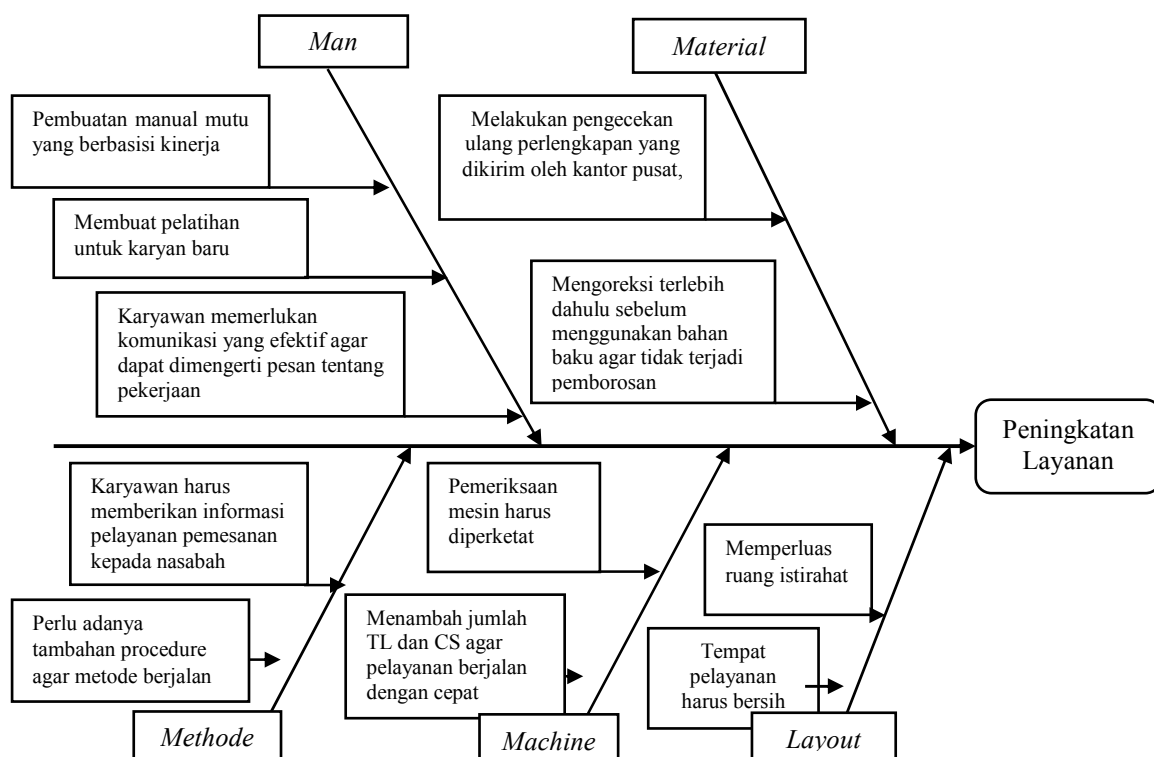 Man
Material
Pembuatan manual mutu
yang berbasisi kinerja
Melakukan pengecekan
ulang perlengkapan yang
dikirim oleh kantor pusat,
Membuat pelatihan
untuk karyan baru
Mengoreksi terlebih
dahulu sebelum
menggunakan bahan
baku agar tidak terjadi
pemborosan
Karyawan memerlukan
komunikasi yang efektif agar
dapat dimengerti pesan tentang
pekerjaan
Peningkatan
Layanan
Karyawan harus
memberikan informasi
pelayanan pemesanan
kepada nasabah
Pemeriksaan
mesin harus
diperketat
Memperluas
ruang istirahat
Perlu adanya
tambahan procedure
agar metode berjalan
Menambah jumlah
TL dan CS agar
pelayanan berjalan
dengan cepat
Tempat
pelayanan
harus bersih
Methode
Machine
Layout